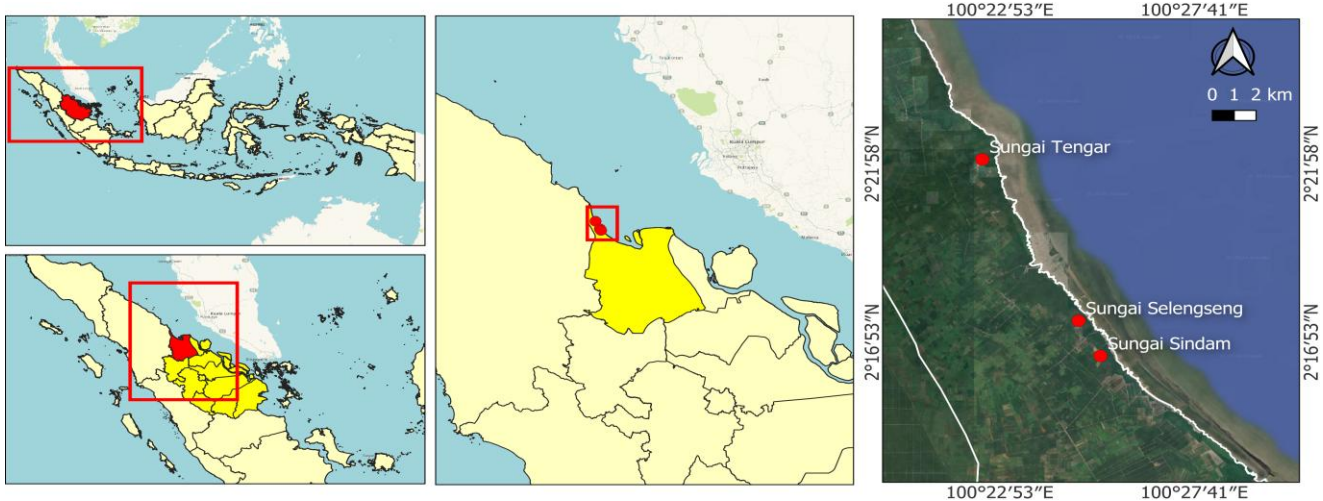 100°22′53″E 100°27′41″E
0 1 2 km
2°21′58″N
2°21′58″N
Sungai Tengar
Sungai Selengseng
Sungai Sindam
2°16′53″N
2°16′53″N
100°22′53″E 100°27′41″E